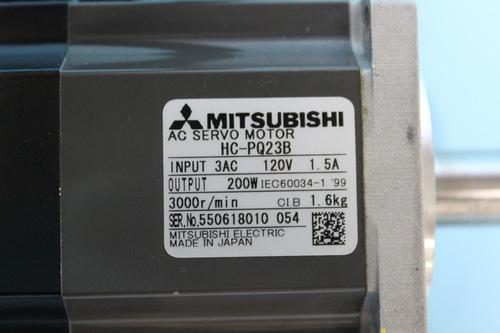 MITSUBISHI
AC SERVO MOTOR
HC-PQ23B
INPUT 3AC 120V 1.5A
OUTPUT 200W IEC60034-1 '99
3000r/min CI.B 1.6kg
SER.No.550618010 054
MITSUBISHI ELECTRIC
MADE IN JAPAN